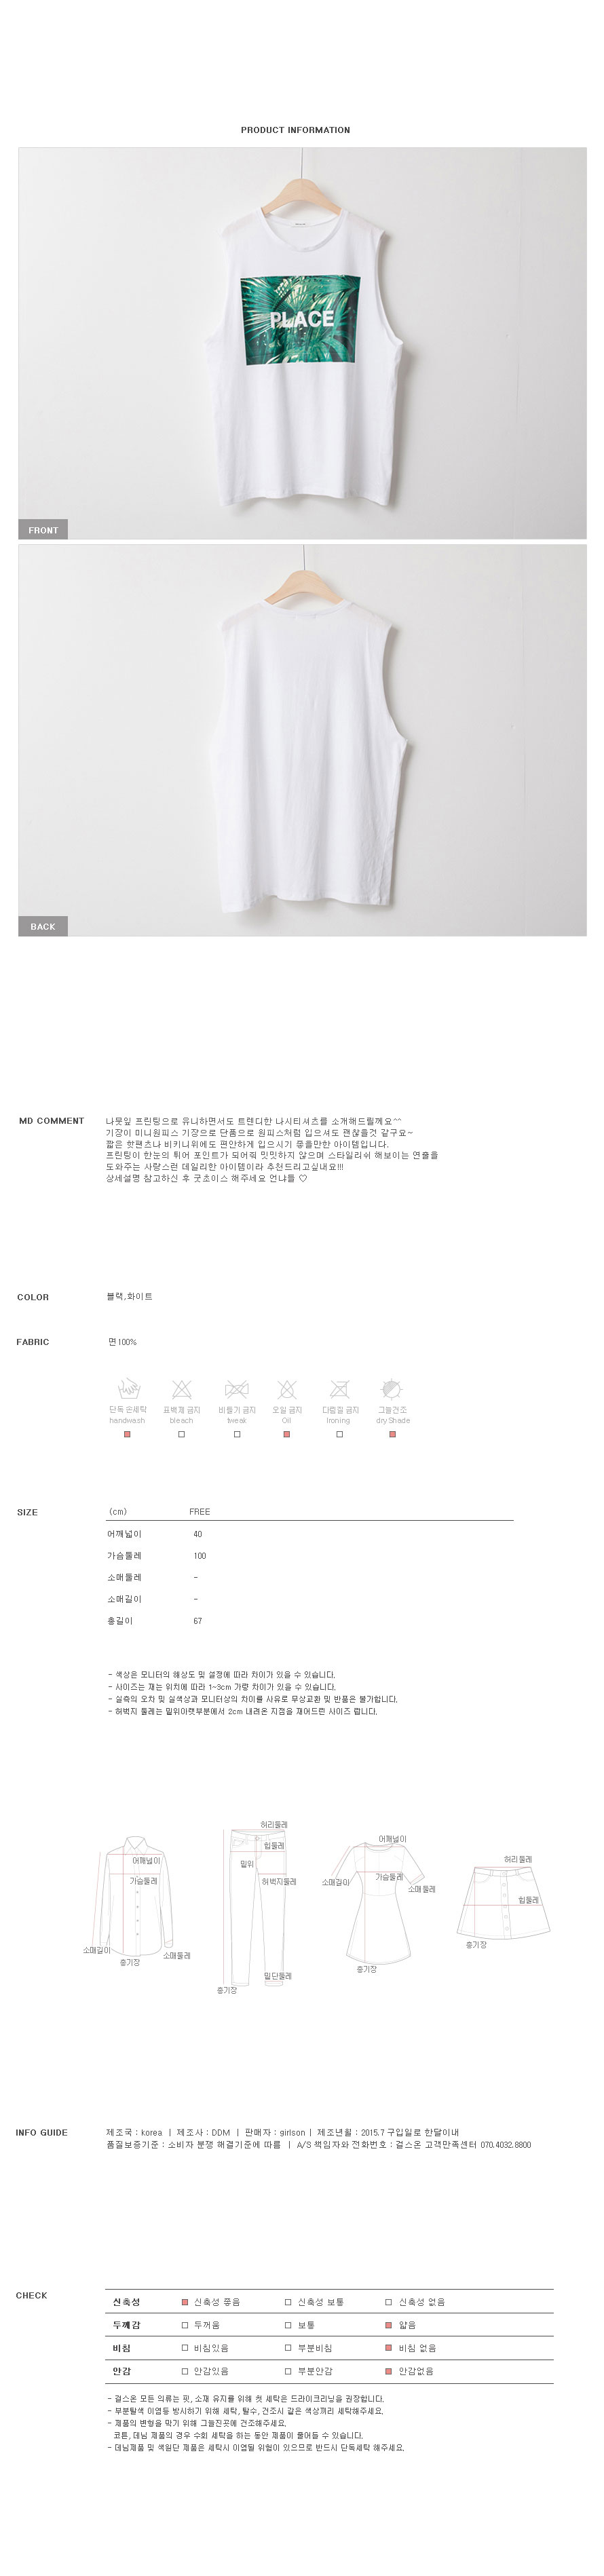 PRODUCT INFORMATION
PLACE
FRONT
BACK
MD COMMENT
나뭇잎 프린팅으로 유니하면서도 트렌디한 나시티셔츠를 소개해드릴께요^^
기장이 미니원피스 기장으로 단품으로 원피스처럼 입으셔도 괜찮을것 같구요~
짧은 핫팬츠나 비키니위에도 편안하게 입으시기 좋을만한 아이템입니다.
프린팅이 한눈의 튀어 포인트가 되어줘 밋밋하지 않으며 스타일리쉬 해보이는 연출을
도와주는 사랑스런 데일리한 아이템이라 추천드리고싶내요!!!
상세설명 참고하신 후 굿초이스 해주세요 언냐들 ♡
COLOR
블랙,화이트
FABRIC
면100%
단독 손세탁 표백제 금지 비틀기 금지 오일 금지 다림질 금지 그늘건조
handwash bleach tweak Oil Ironing dry Shade
SIZE
(cm) FREE
어깨넓이 40
가슴둘레 100
소매둘레 -
소매길이 -
총길이 67
- 색상은 모니터의 해상도 및 설정에 따라 차이가 있을 수 있습니다.
- 사이즈는 재는 위치에 따라 1~3cm 가량 차이가 있을 수 있습니다.
- 실측의 오차 및 실색상과 모니터상의 차이를 사유로 무상교환 및 반품은 불가합니다.
- 허벅지 둘레는 밑위아랫부분에서 2cm 내려온 지점을 재어드린 사이즈 랍니다.
어깨넓이
가슴둘레
소매길이
소매둘레
총기장
허리둘레
힙둘레
밑위
허벅지둘레
밑단둘레
총기장
어깨넓이
가슴둘레
소매길이
소매둘레
총기장
허리둘레
힙둘레
총기장
INFO GUIDE
제조국 : korea | 제조사 : DDM | 판매자 : girlson | 제조년월 : 2015.7 구입일로 한달이내
품질보증기준 : 소비자 분쟁 해결기준에 따름 | A/S 책임자와 전화번호 : 걸스온 고객만족센터 070.4032.8800
CHECK
신축성 신축성 좋음 신축성 보통 신축성 없음
두께감 두꺼움 보통 얇음
비침 비침있음 부분비침 비침 없음
안감 안감있음 부분안감 안감없음
- 걸스온 모든 의류는 핏, 소재 유지를 위해 첫 세탁은 드라이크리닝을 권장합니다.
- 부분탈색 이염등 방시하기 위해 세탁, 탈수, 건조시 같은 색상끼리 세탁해주세요.
- 제품의 변형을 막기 위해 그늘진곳에 건조해주세요.
코튼, 데님 제품의 경우 수회 세탁을 하는 동안 제품이 줄어들 수 있습니다.
- 데님제품 및 색원단 제품은 세탁시 이염될 위험이 있으므로 반드시 단독세탁 해주세요.